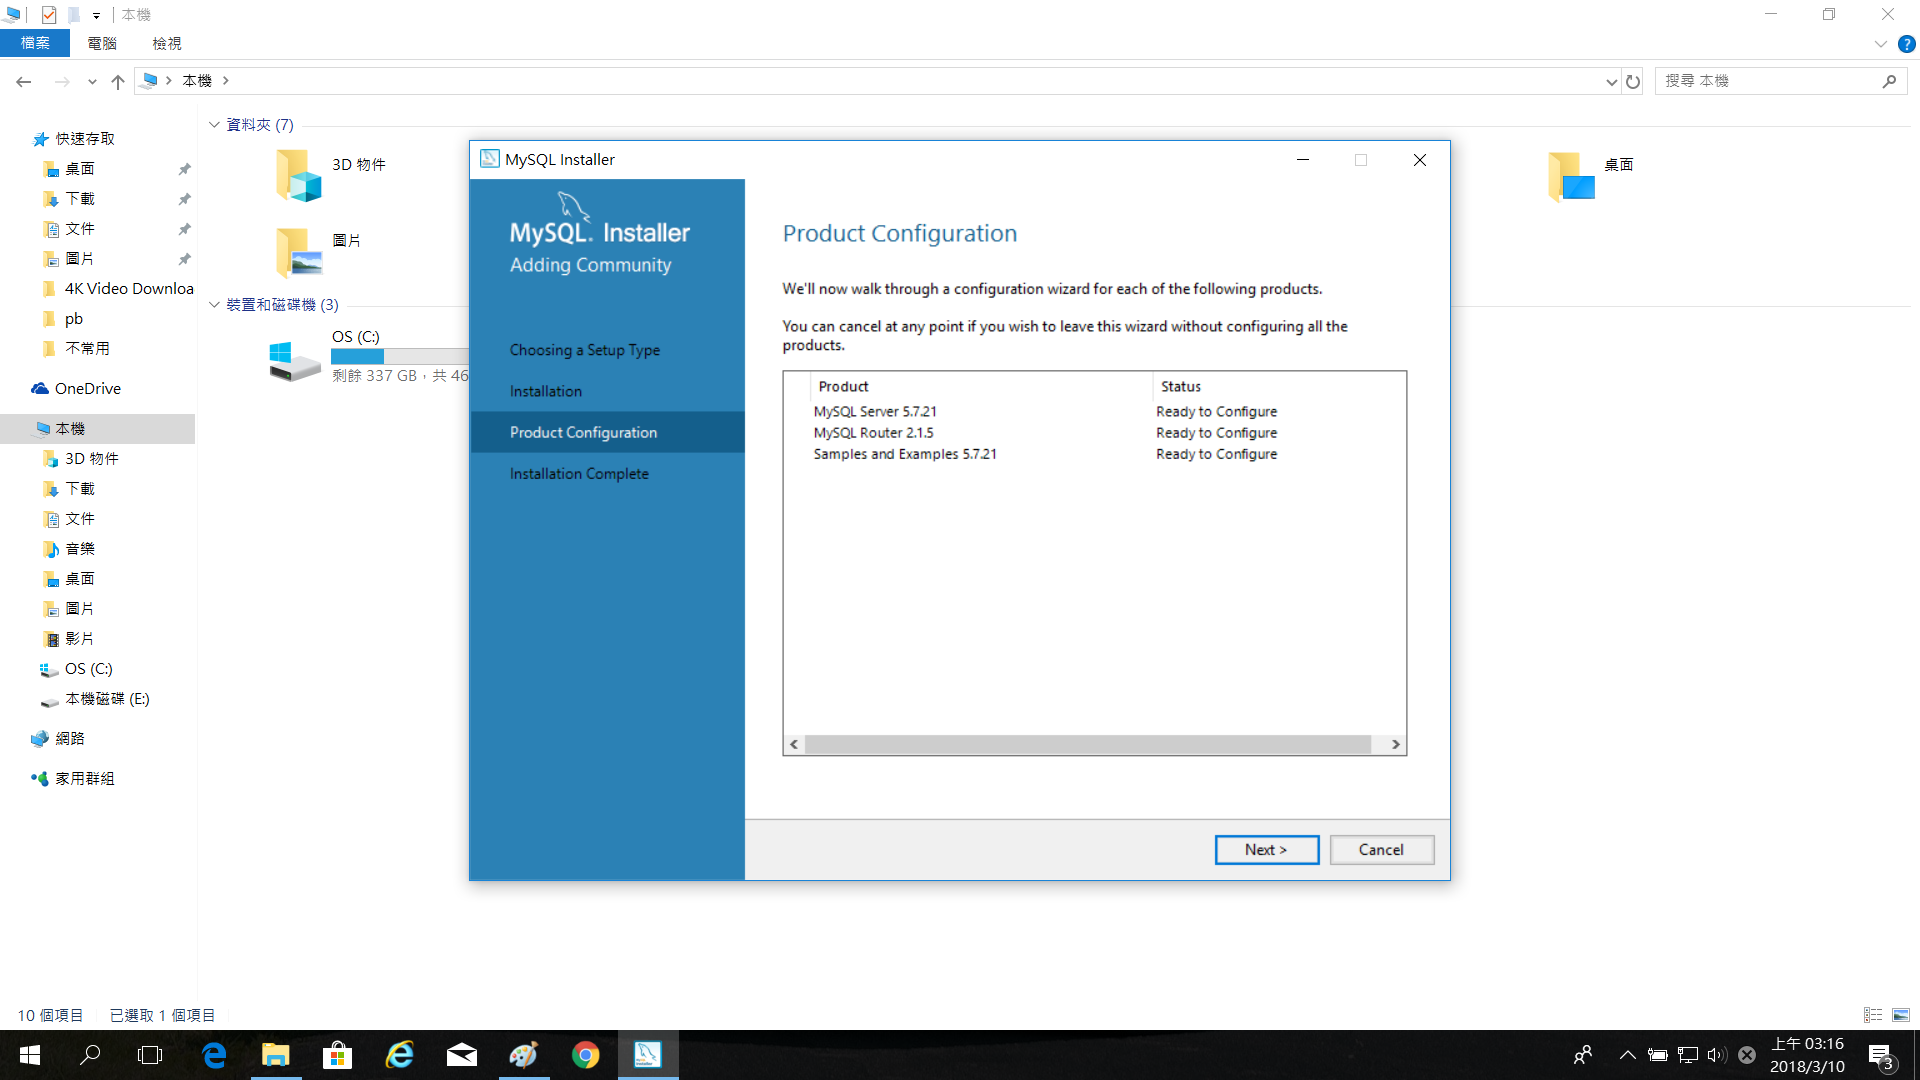 本機
檔案
電腦
檢視
本機
搜尋 本機
快速存取
桌面
下載
文件
圖片
4K Video Downloa
pb
不常用
OneDrive
本機
3D 物件
下載
文件
音樂
桌面
圖片
影片
OS (C:)
本機磁碟 (E:)
網路
家用群組
資料夾 (7)
3D 物件
圖片
桌面
裝置和磁碟機 (3)
OS (C:)
剩餘 337 GB，共 46
MySQL Installer
MySQL. Installer
Adding Community
Choosing a Setup Type
Installation
Product Configuration
Installation Complete
Product Configuration
We'll now walk through a configuration wizard for each of the following products.
You can cancel at any point if you wish to leave this wizard without configuring all the
products.
Product Status
MySQL Server 5.7.21 Ready to Configure
MySQL Router 2.1.5 Ready to Configure
Samples and Examples 5.7.21 Ready to Configure
Next >
Cancel
10 個項目 已選取 1 個項目
上午 03:16
2018/3/10
3